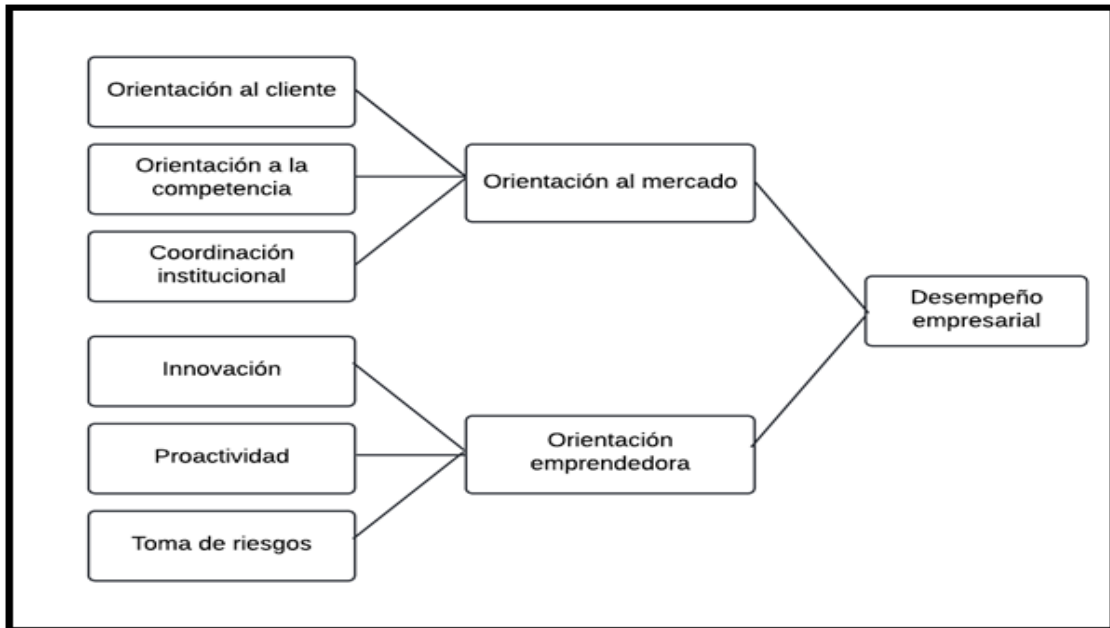 Orientación al cliente
Orientación a la
competencia
Coordinación
institucional
Innovación
Proactividad
Toma de riesgos
Orientación al mercado
Orientación
emprendedora
Desempeño
empresarial